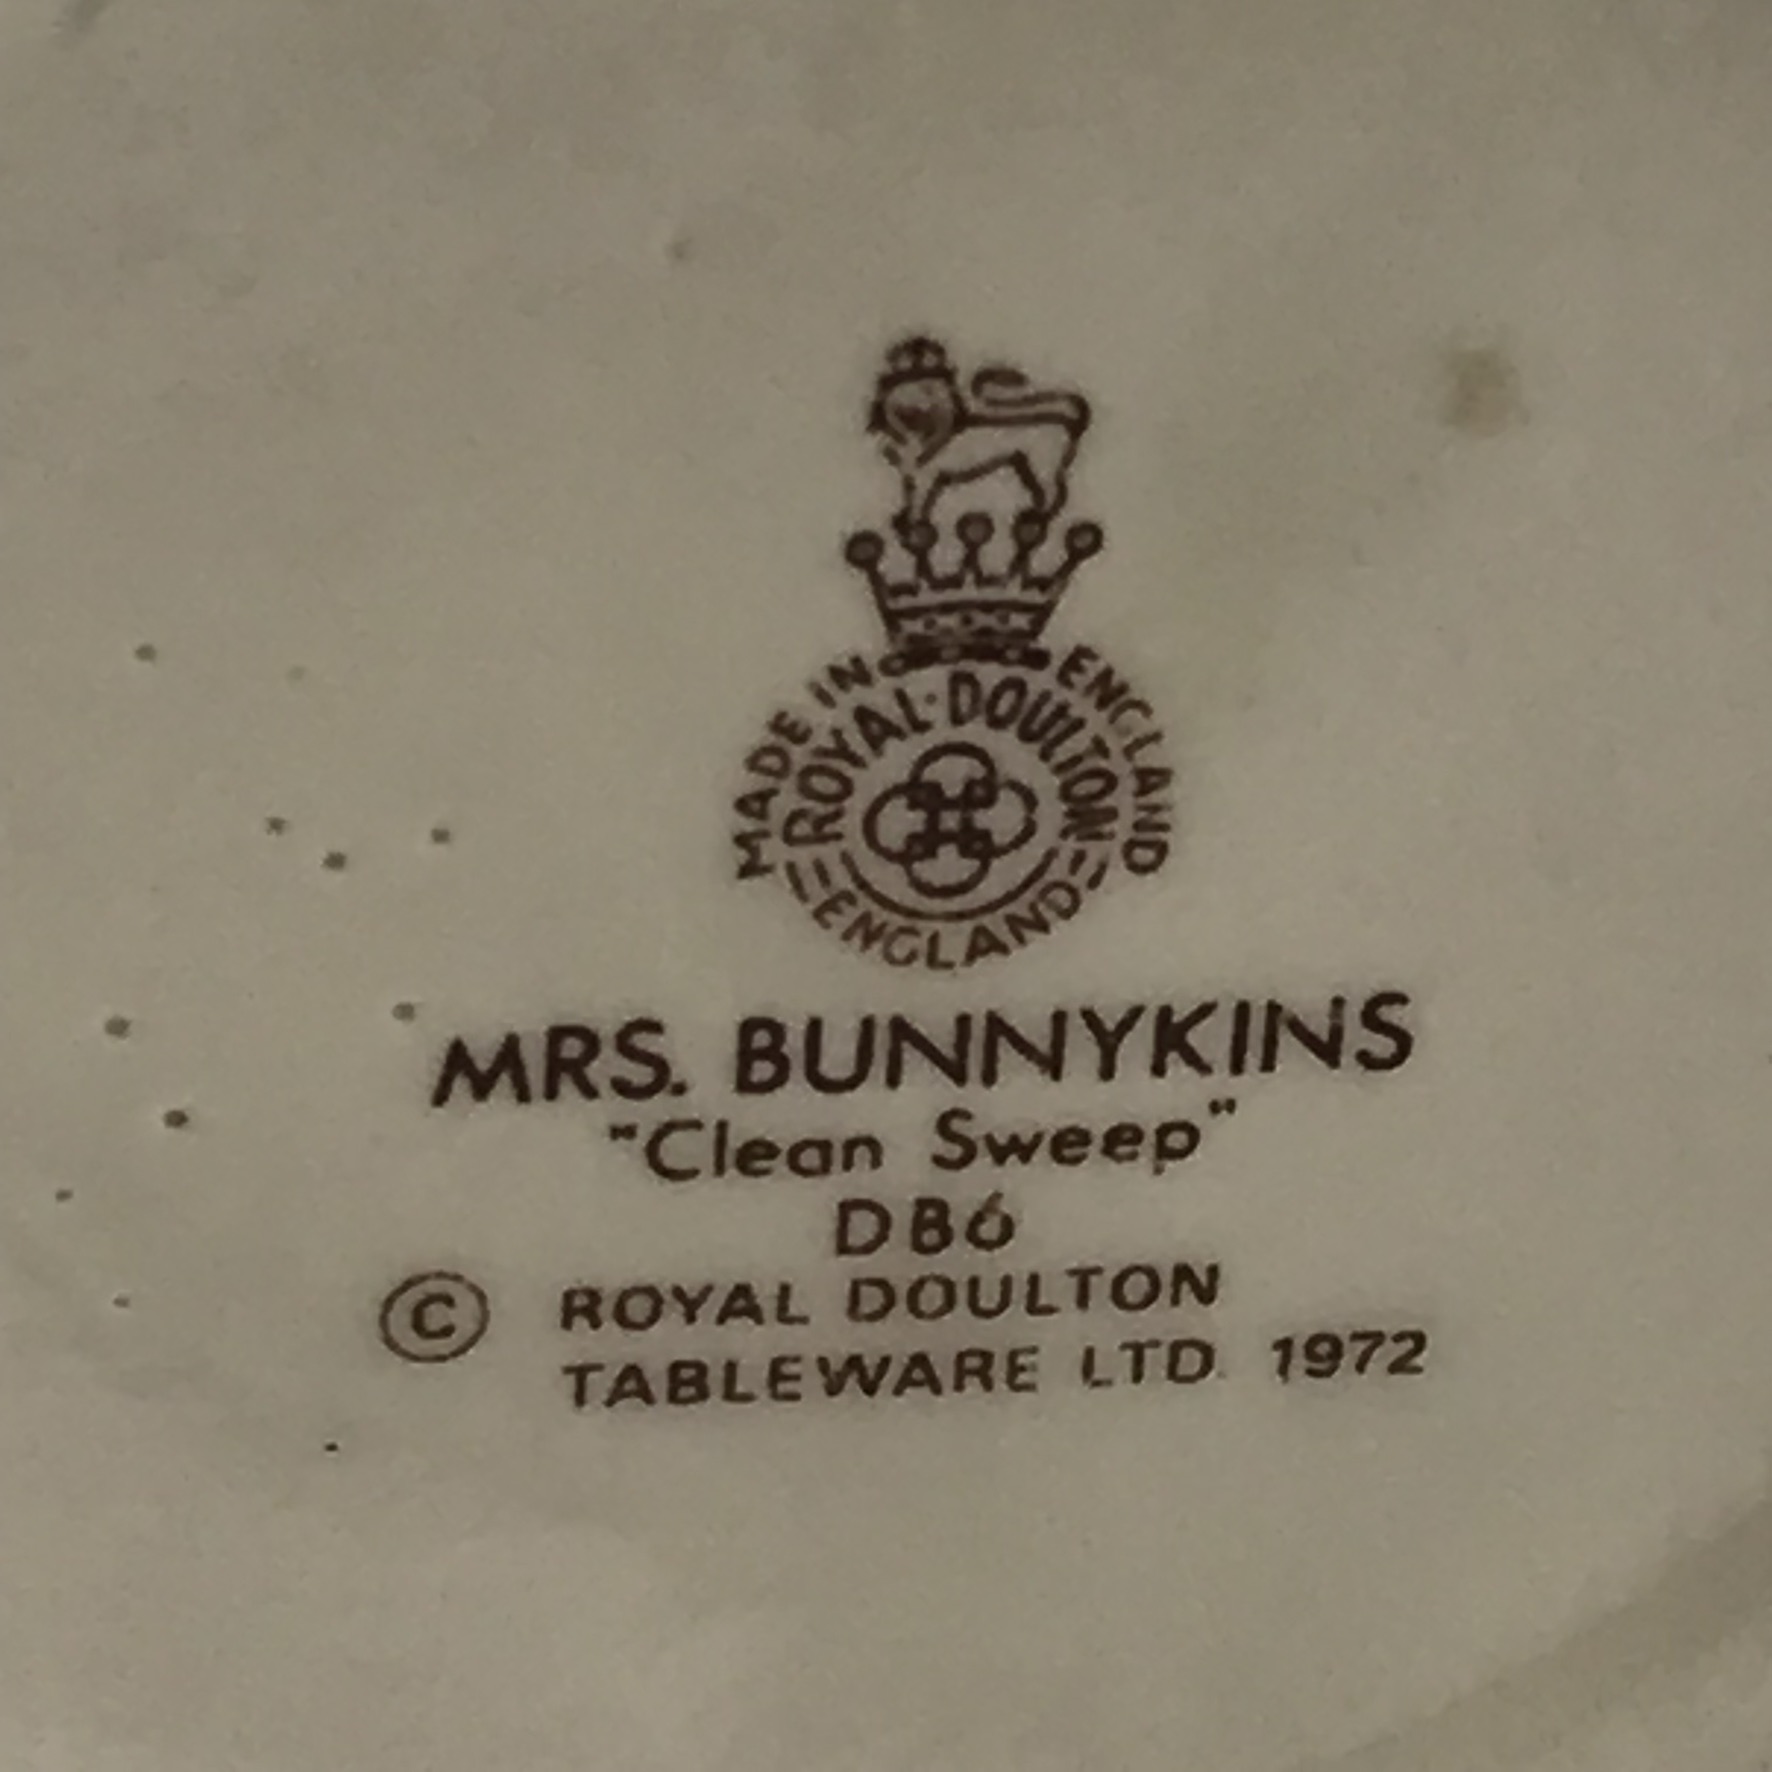 MADE IN ENGLAND
ROYAL·DOULTON
ENGLAND
MRS. BUNNYKINS
"Clean Sweep"
DB6
© ROYAL DOULTON
TABLEWARE LTD. 1972